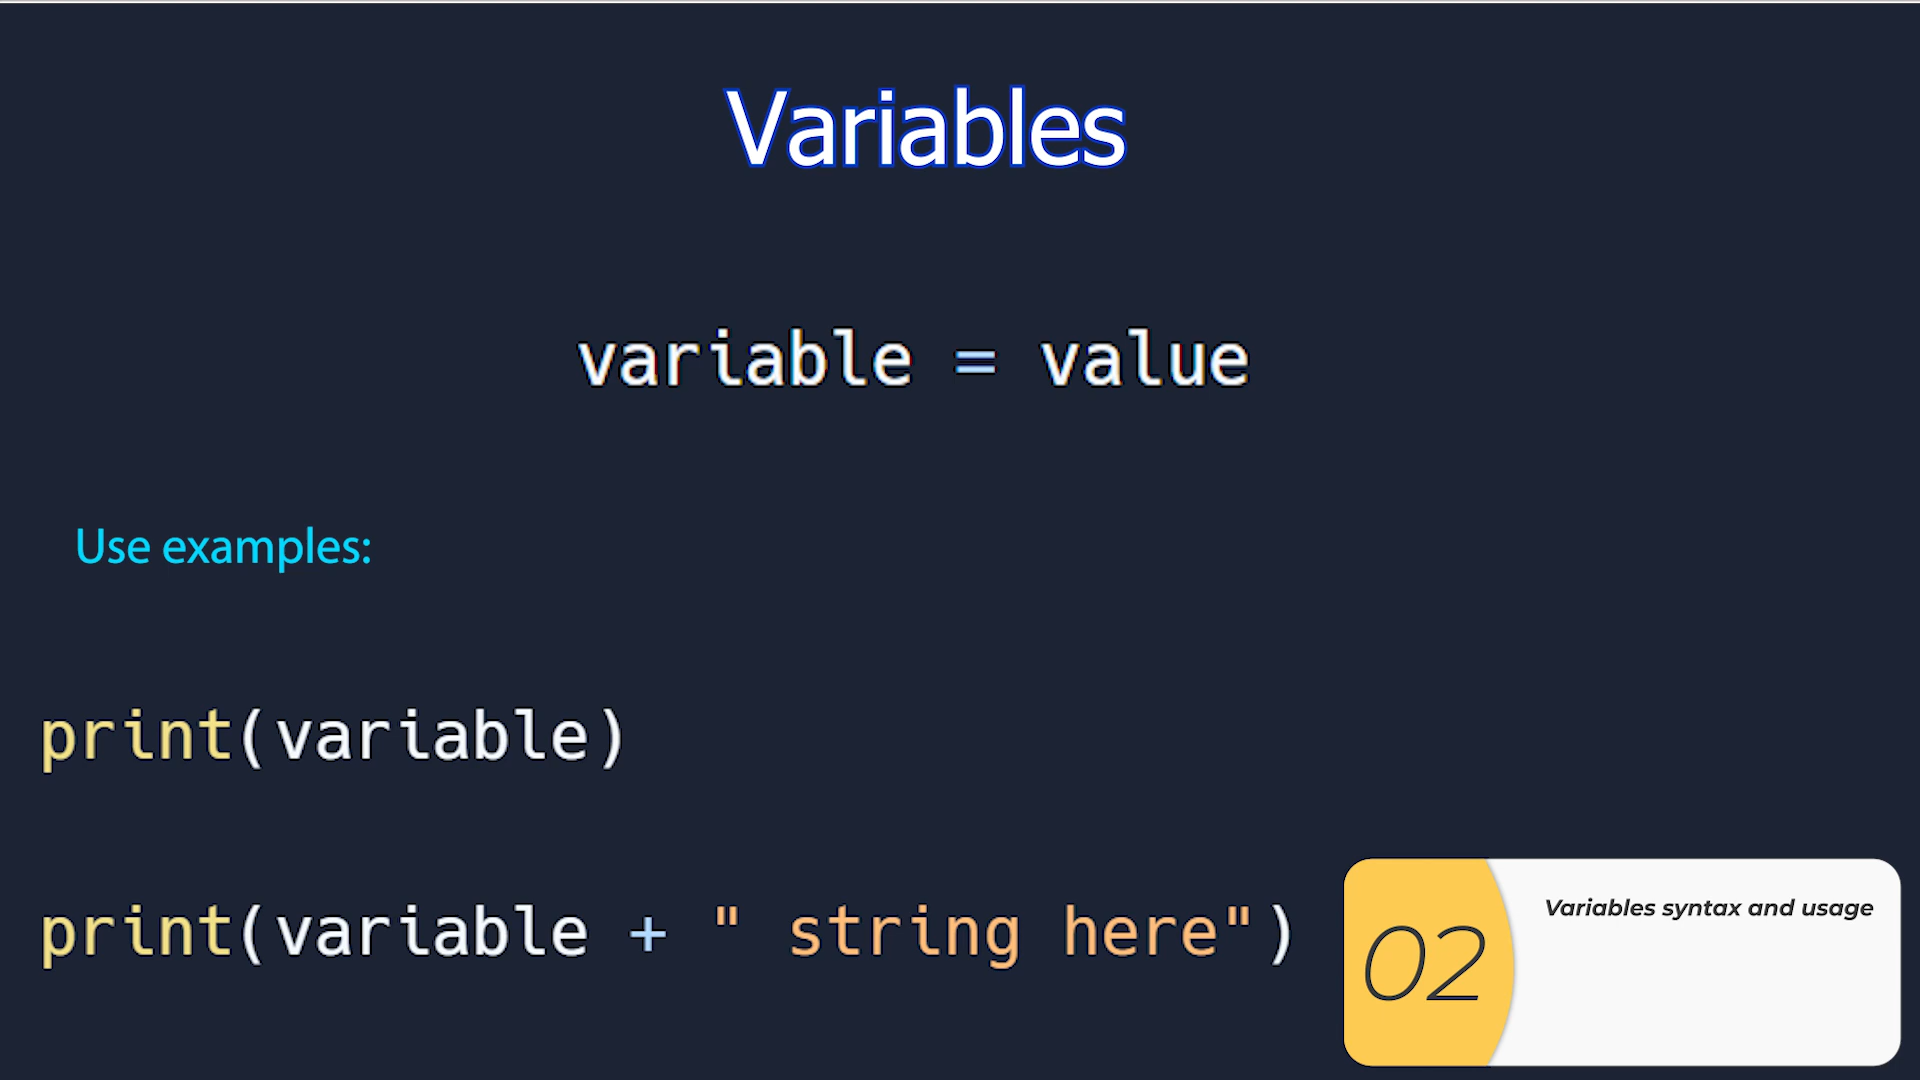 Variables
variable = value
Use examples:
print(variable)
print(variable + " string here")
02
Variables syntax and usage